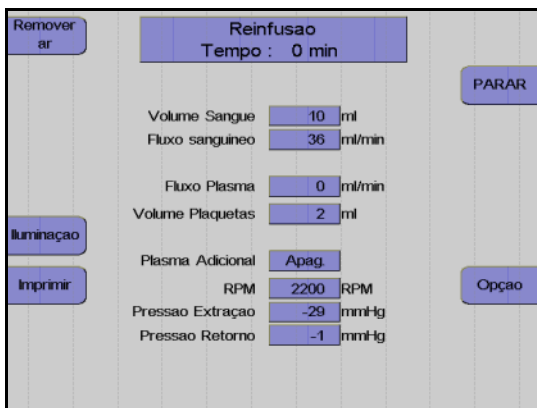 Remover
ar
Reinfusao
Tempo : 0 min
PARAR
Volume Sangue 10 ml
Fluxo sanguineo 36 ml/min
Fluxo Plasma 0 ml/min
Volume Plaquetas 2 ml
Iluminaçao
Plasma Adicional Apag.
Imprimir
RPM 2200 RPM
Opçao
Pressao Extraçao -29 mmHg
Pressao Retorno -1 mmHg